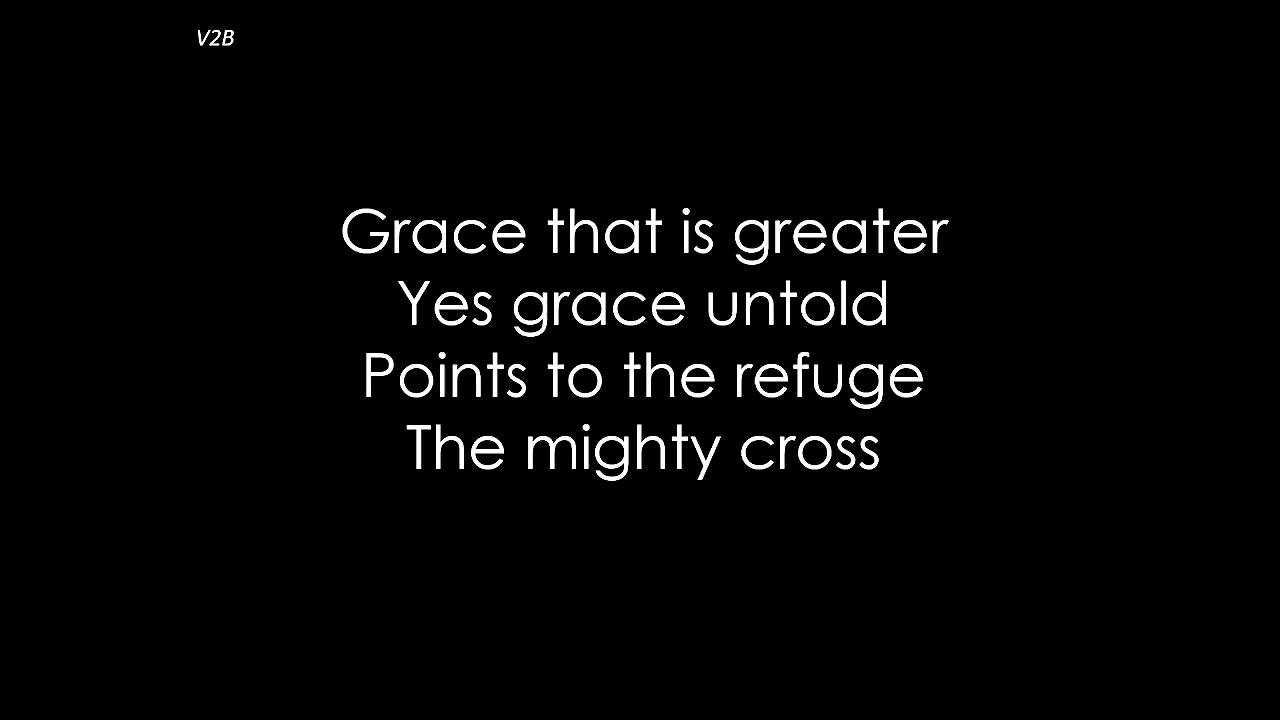 V2B
Grace that is greater
Yes grace untold
Points to the refuge
The mighty cross